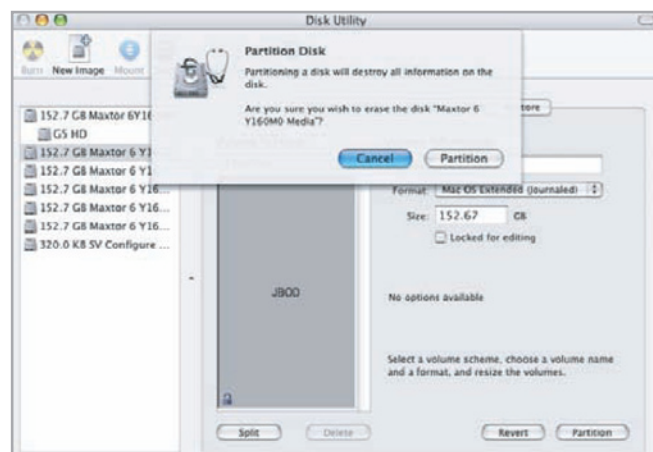 Disk Utility
Burn New Image Mount
Partition Disk
Partitioning a disk will destroy all information on the
disk.
Are you sure you wish to erase the disk "Maxtor 6
Y160M0 Media"?
Cancel Partition
152.7 GB Maxtor 6Y16
G5 HD
152.7 GB Maxtor 6 Y1
152.7 GB Maxtor 6 Y1
152.7 GB Maxtor 6 Y16...
152.7 GB Maxtor 6 Y16...
152.7 GB Maxtor 6 Y16...
320.0 KB SV Configure ...
Format: Mac OS Extended (Journaled)
Size: 152.67 GB
Locked for editing
JBOD
No options available
Select a volume scheme, choose a volume name
and a format, and resize the volumes.
Split Delete Revert Partition